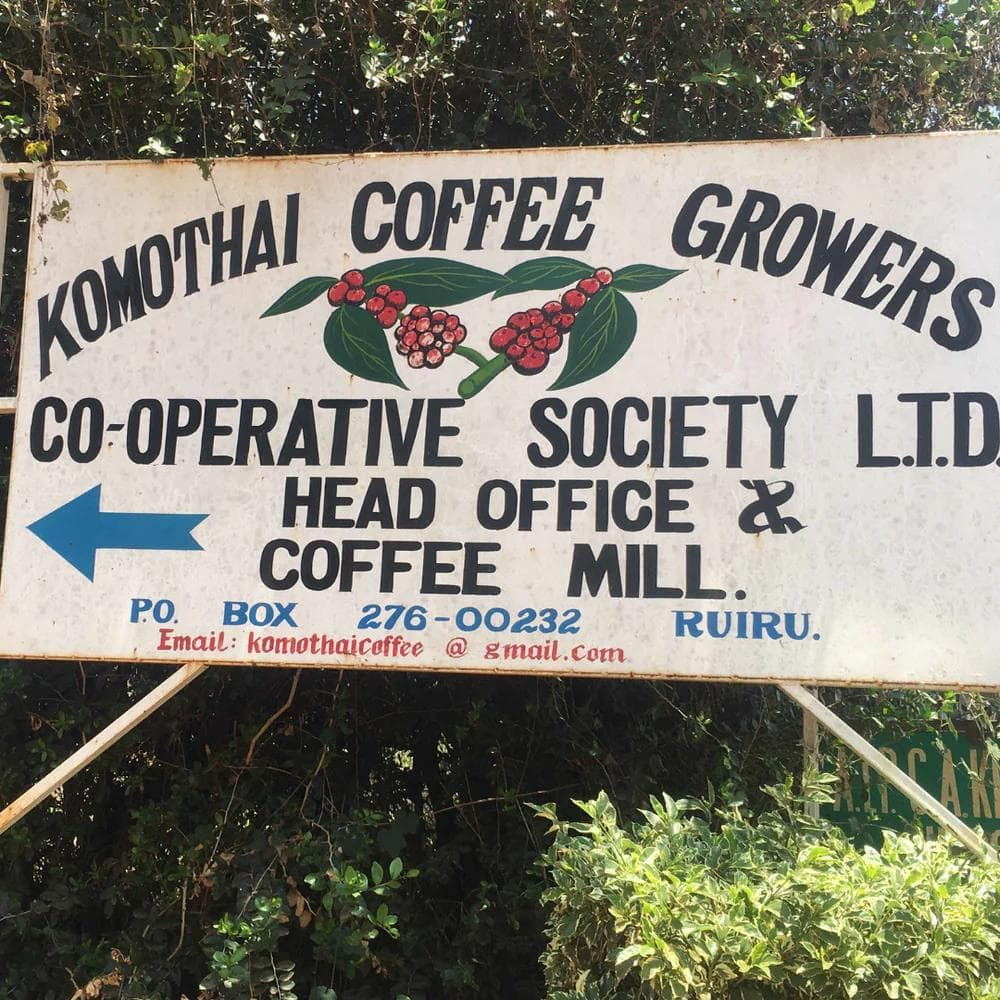 KOMOTHAI COFFEE GROWERS
CO-OPERATIVE SOCIETY L.T.D.
HEAD OFFICE &
COFFEE MILL.
P.O. BOX 276-00232 RUIRU.
Email: komothaicoffee @ gmail.com